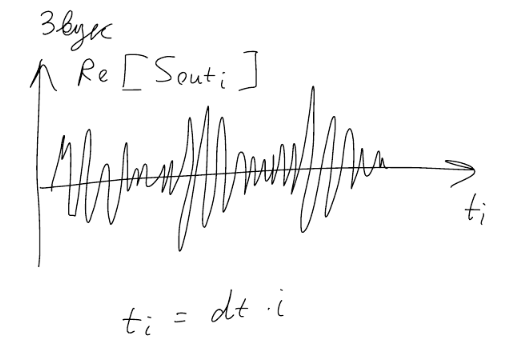 Звук
Re [Sout_i]
t_i
t_i = dt · i